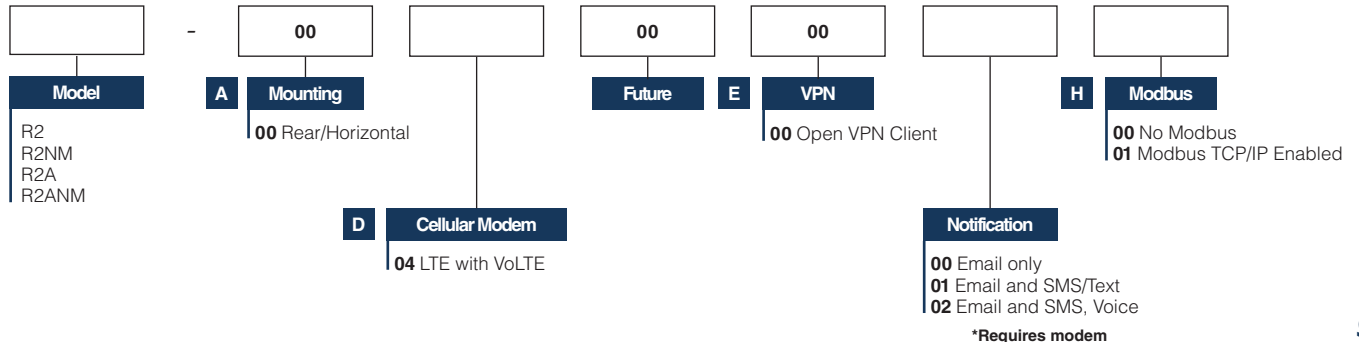 - 00 00 00
Model A Mounting Future E VPN H Modbus
R2
R2NM
R2A
R2ANM
00 Rear/Horizontal
00 Open VPN Client
00 No Modbus
01 Modbus TCP/IP Enabled
D Cellular Modem
04 LTE with VoLTE
Notification
00 Email only
01 Email and SMS/Text
02 Email and SMS, Voice
*Requires modem